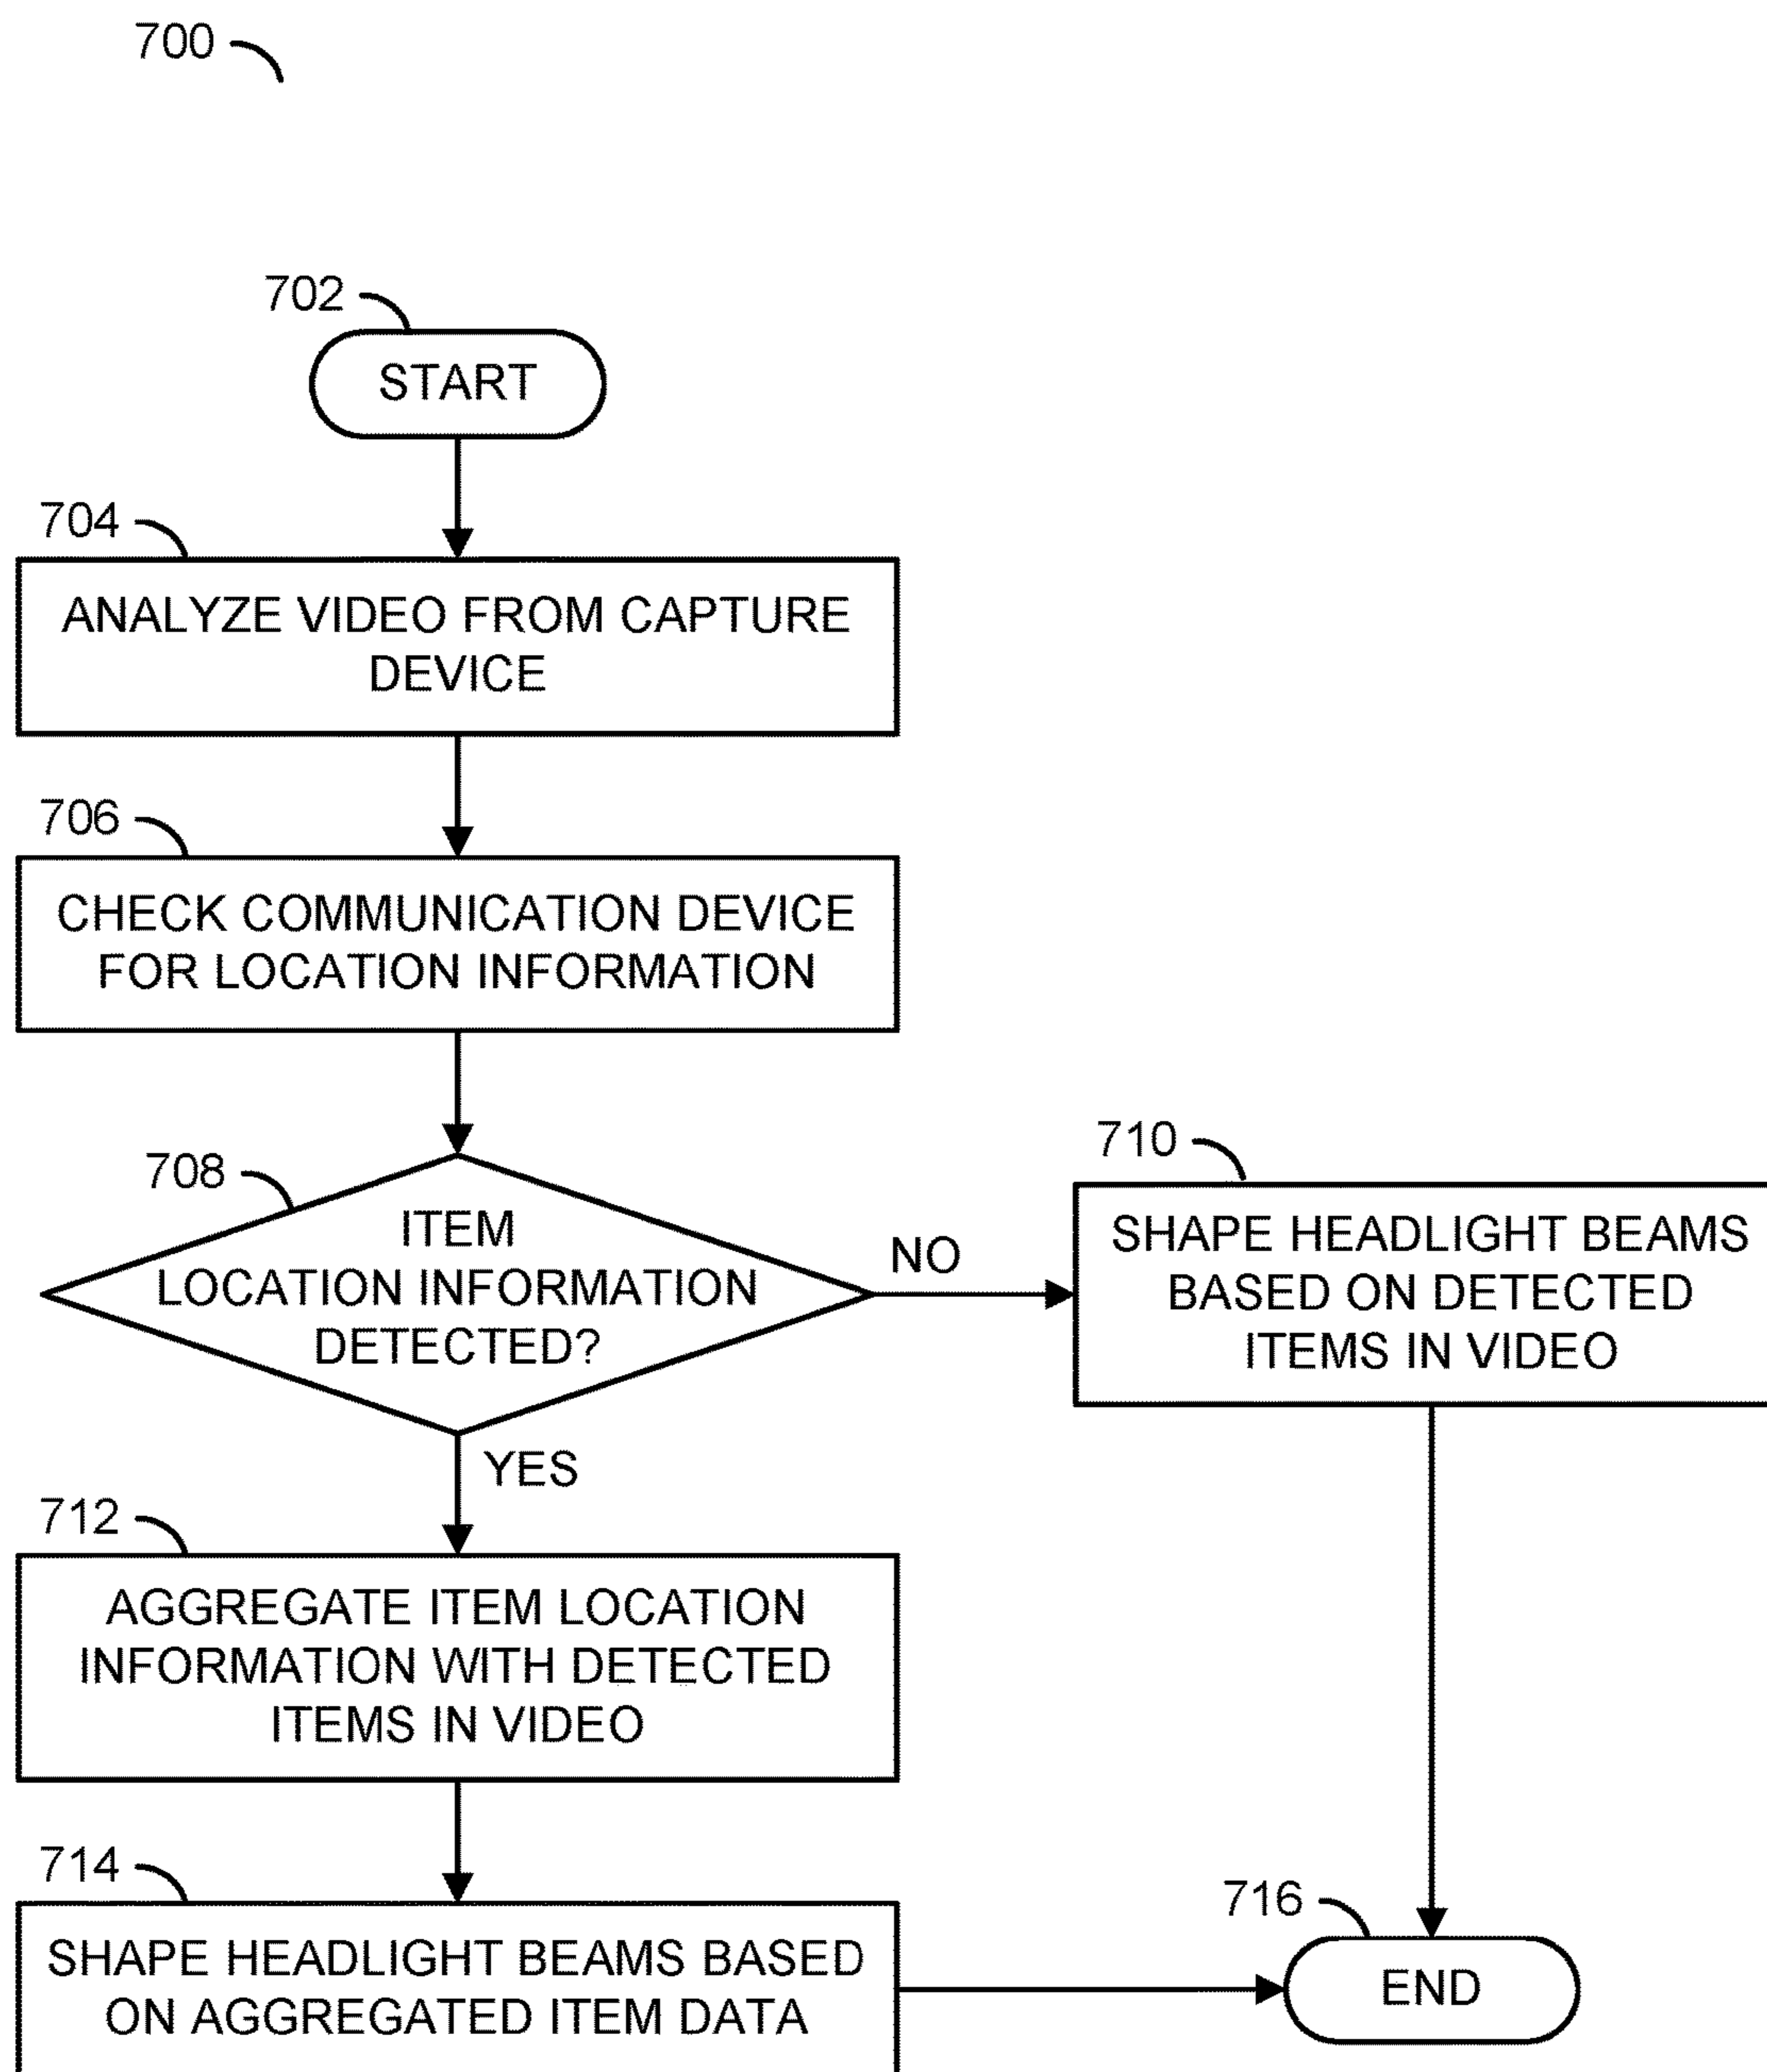 700
702
START
704
ANALYZE VIDEO FROM CAPTURE
DEVICE
706
CHECK COMMUNICATION DEVICE
FOR LOCATION INFORMATION
708
ITEM
LOCATION INFORMATION
DETECTED?
NO
710
SHAPE HEADLIGHT BEAMS
BASED ON DETECTED
ITEMS IN VIDEO
YES
712
AGGREGATE ITEM LOCATION
INFORMATION WITH DETECTED
ITEMS IN VIDEO
714
SHAPE HEADLIGHT BEAMS BASED
ON AGGREGATED ITEM DATA
716
END